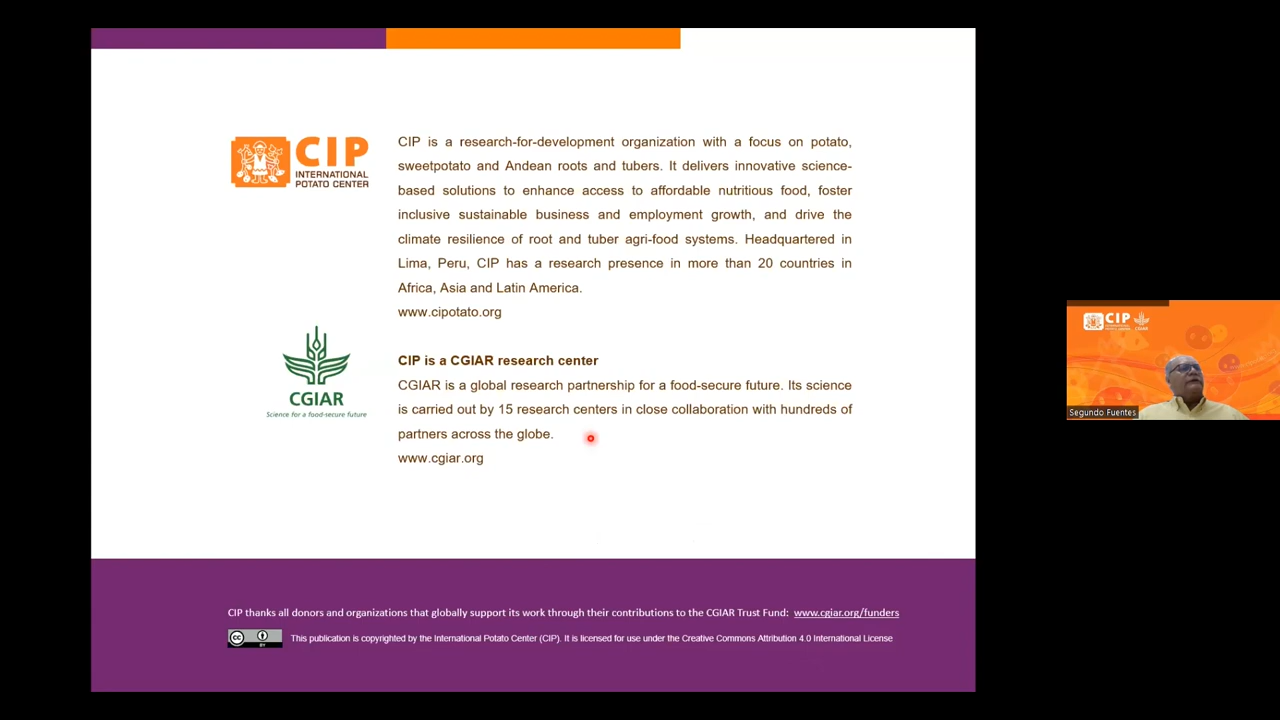 CIP
INTERNATIONAL
POTATO CENTER
CIP is a research-for-development organization with a focus on potato,
sweetpotato and Andean roots and tubers. It delivers innovative science-
based solutions to enhance access to affordable nutritious food, foster
inclusive sustainable business and employment growth, and drive the
climate resilience of root and tuber agri-food systems. Headquartered in
Lima, Peru, CIP has a research presence in more than 20 countries in
Africa, Asia and Latin America.
www.cipotato.org
CGIAR
Science for a food-secure future
CIP is a CGIAR research center
CGIAR is a global research partnership for a food-secure future. Its science
is carried out by 15 research centers in close collaboration with hundreds of
partners across the globe.
www.cgiar.org
CIP thanks all donors and organizations that globally support its work through their contributions to the CGIAR Trust Fund: www.cgiar.org/funders
cc BY
This publication is copyrighted by the International Potato Center (CIP). It is licensed for use under the Creative Commons Attribution 4.0 International License
CIP
CGIAR
Segundo Fuentes